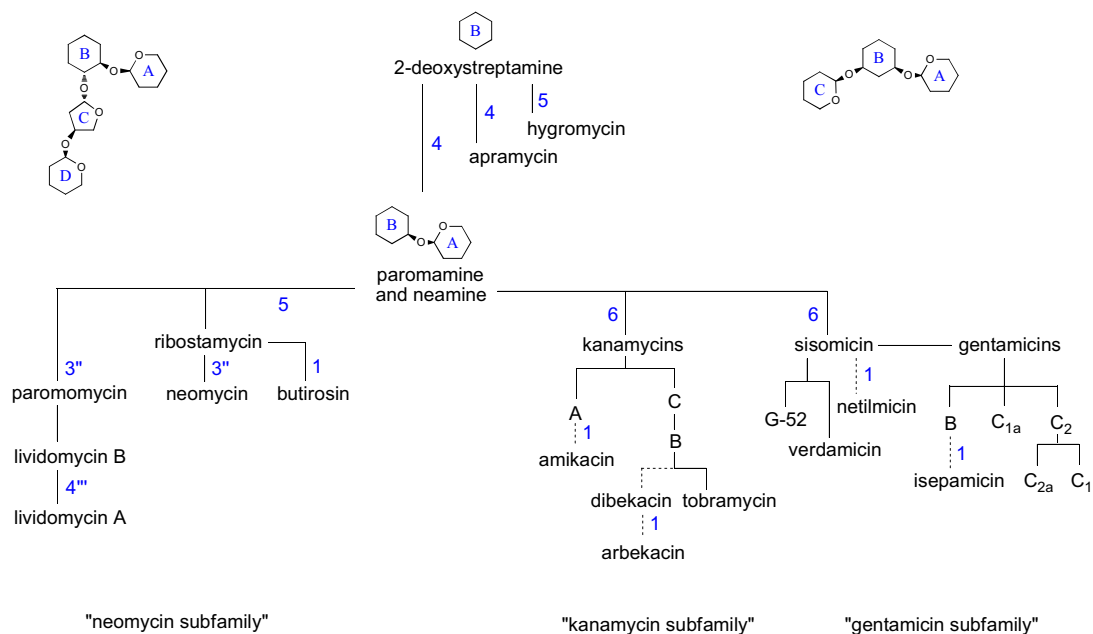 B
O
A
O
O
C
O
O
D
O
B
2-deoxystreptamine
4
4
5
hygromycin
apramycin
B
O
A
O
C
O
O
B
O
A
O
paromamine
and neamine
5
6
6
ribostamycin
kanamycins
sisomicin
gentamicins
3"
3"
1
1
paromomycin
neomycin
butirosin
A
C
netilmicin
B
C1a
C2
1
B
G-52
verdamicin
1
lividomycin B
amikacin
isepamicin
C2a
C1
4'''
dibekacin
tobramycin
lividomycin A
1
arbekacin
"neomycin subfamily"
"kanamycin subfamily"
"gentamicin subfamily"